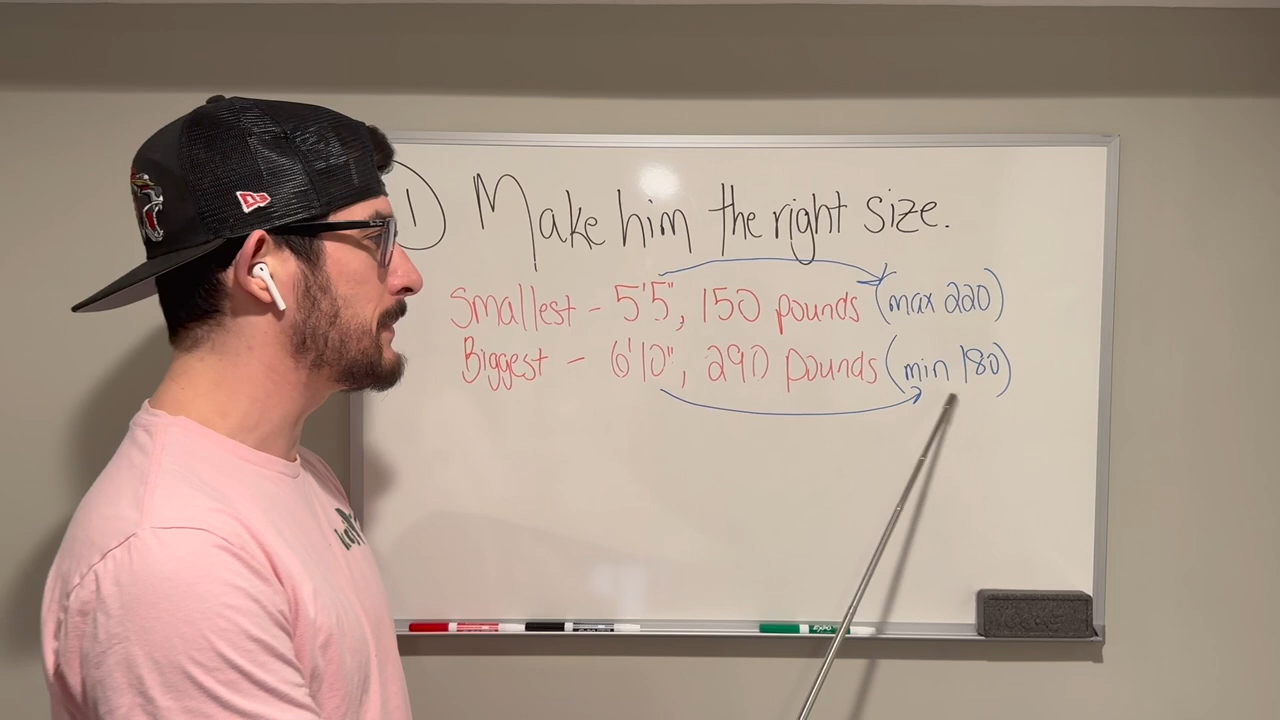 1) Make him the right size.
Smallest - 5'5", 150 pounds (max 220)
Biggest - 6'10", 290 pounds (min 180)